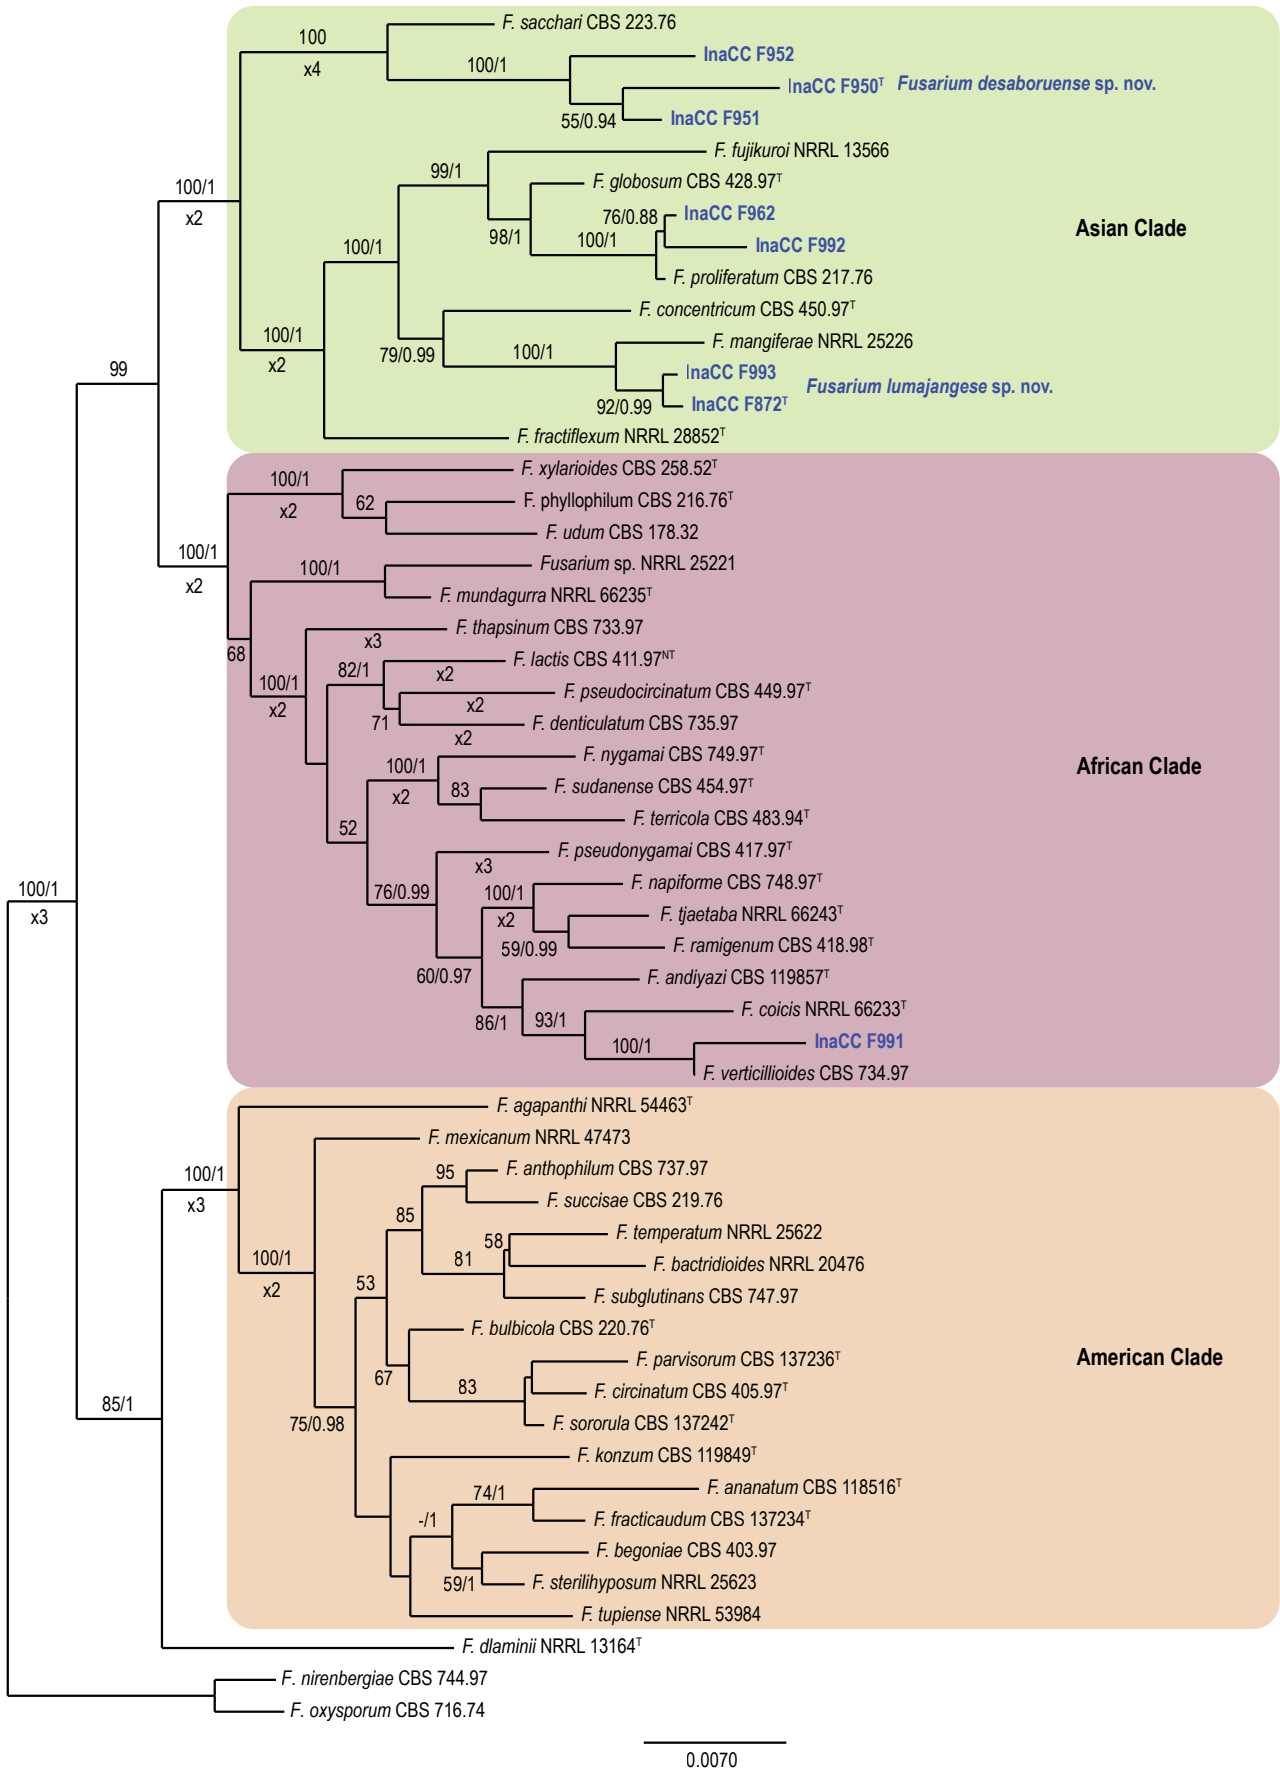 F. sacchari CBS 223.76
100
x4
InaCC F952
100/1
InaCC F950T Fusarium desaboruense sp. nov.
55/0.94
InaCC F951
F. fujikuroi NRRL 13566
99/1
F. globosum CBS 428.97T
100/1
x2
76/0.88
InaCC F962
98/1
100/1
InaCC F992
Asian Clade
100/1
F. proliferatum CBS 217.76
F. concentricum CBS 450.97T
100/1
x2
79/0.99
F. mangiferae NRRL 25226
100/1
InaCC F993
Fusarium lumajangese sp. nov.
99
92/0.99
InaCC F872T
F. fractiflexum NRRL 28852T
F. xylarioides CBS 258.52T
100/1
x2
62
F. phyllophilum CBS 216.76T
F. udum CBS 178.32
100/1
x2
Fusarium sp. NRRL 25221
100/1
F. mundagurra NRRL 66235T
F. thapsinum CBS 733.97
x3
68
F. lactis CBS 411.97NT
82/1
x2
100/1
x2
F. pseudocircinatum CBS 449.97T
x2
71
F. denticulatum CBS 735.97
x2
F. nygamai CBS 749.97T
100/1
x2
African Clade
83
F. sudanense CBS 454.97T
F. terricola CBS 483.94T
52
F. pseudonygamai CBS 417.97T
x3
76/0.99
F. napiforme CBS 748.97T
100/1
x2
100/1
x3
F. tjaetaba NRRL 66243T
59/0.99
F. ramigenum CBS 418.98T
60/0.97
F. andiyazi CBS 119857T
F. coicis NRRL 66233T
86/1
93/1
InaCC F991
100/1
F. verticillioides CBS 734.97
F. agapanthi NRRL 54463T
F. mexicanum NRRL 47473
100/1
x3
F. anthophilum CBS 737.97
95
F. succisae CBS 219.76
85
F. temperatum NRRL 25622
58
100/1
x2
81
F. bactridioides NRRL 20476
53
F. subglutinans CBS 747.97
F. bulbicola CBS 220.76T
American Clade
F. parvisorum CBS 137236T
67
83
F. circinatum CBS 405.97T
85/1
75/0.98
F. sororula CBS 137242T
F. konzum CBS 119849T
F. ananatum CBS 118516T
74/1
-/1
F. fracticaudum CBS 137234T
F. begoniae CBS 403.97
59/1
F. sterilihyposum NRRL 25623
F. tupiense NRRL 53984
F. dlaminii NRRL 13164T
F. nirenbergiae CBS 744.97
F. oxysporum CBS 716.74
0.0070